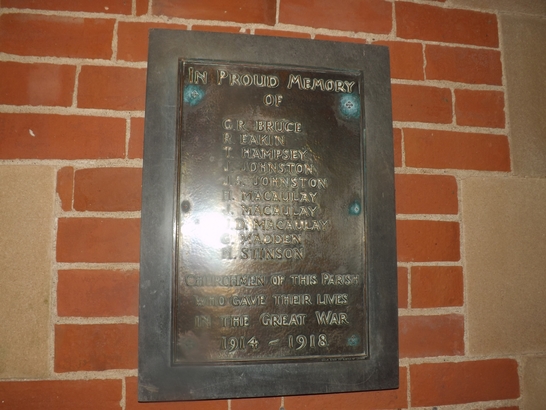 IN PROUD MEMORY
OF
BRUCE
EAKIN
T. HAMPSEY
JOHNSTON
JOHNSTON
MACAULAY
MACAULAY
MACAULAY
MADDEN
STINSON
CHURCHMEN OF THIS PARISH
WHO GAVE THEIR LIVES
IN THE GREAT WAR
1914 - 1918